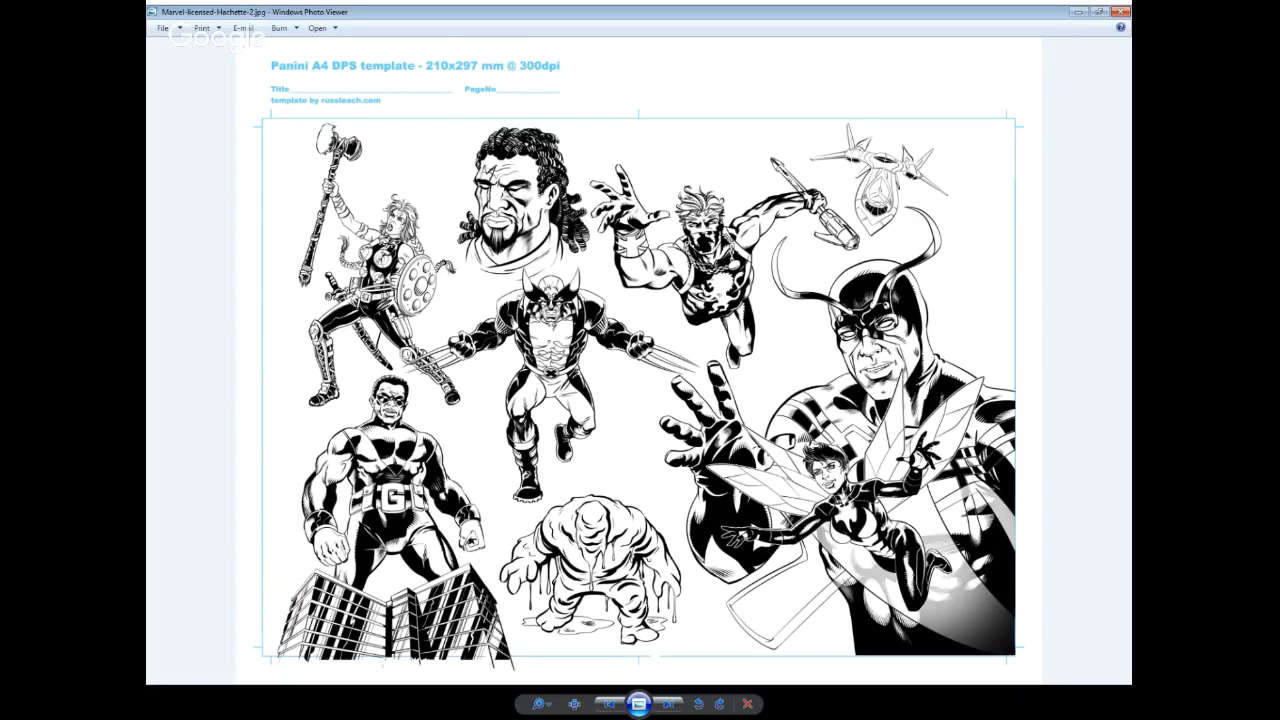 Marvel-licensed-Hachette-2.jpg - Windows Photo Viewer
File Print E-mail Burn Open
Google
Panini A4 DPS template - 210x297 mm @ 300dpi
Title PageNo
template by russleach.com
G